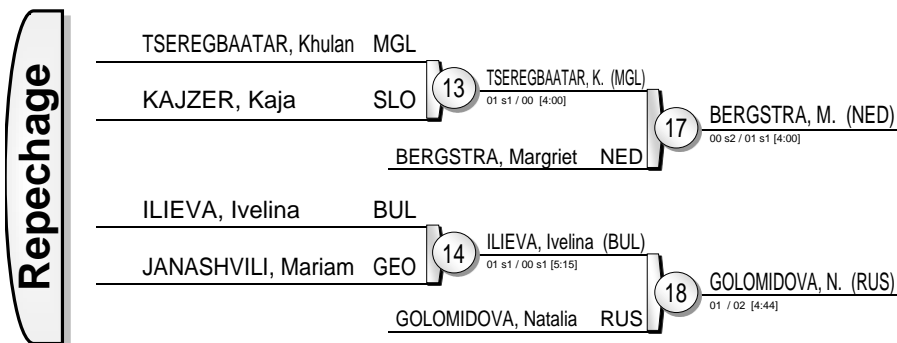 Repechage
TSEREGBAATAR, Khulan MGL
KAJZER, Kaja SLO
13
TSEREGBAATAR, K. (MGL)
01 s1 / 00 [4:00]
BERGSTRA, Margriet NED
17
BERGSTRA, M. (NED)
00 s2 / 01 s1 [4:00]
ILIEVA, Ivelina BUL
JANASHVILI, Mariam GEO
14
ILIEVA, Ivelina (BUL)
01 s1 / 00 s1 [5:15]
GOLOMIDOVA, Natalia RUS
18
GOLOMIDOVA, N. (RUS)
01 / 02 [4:44]